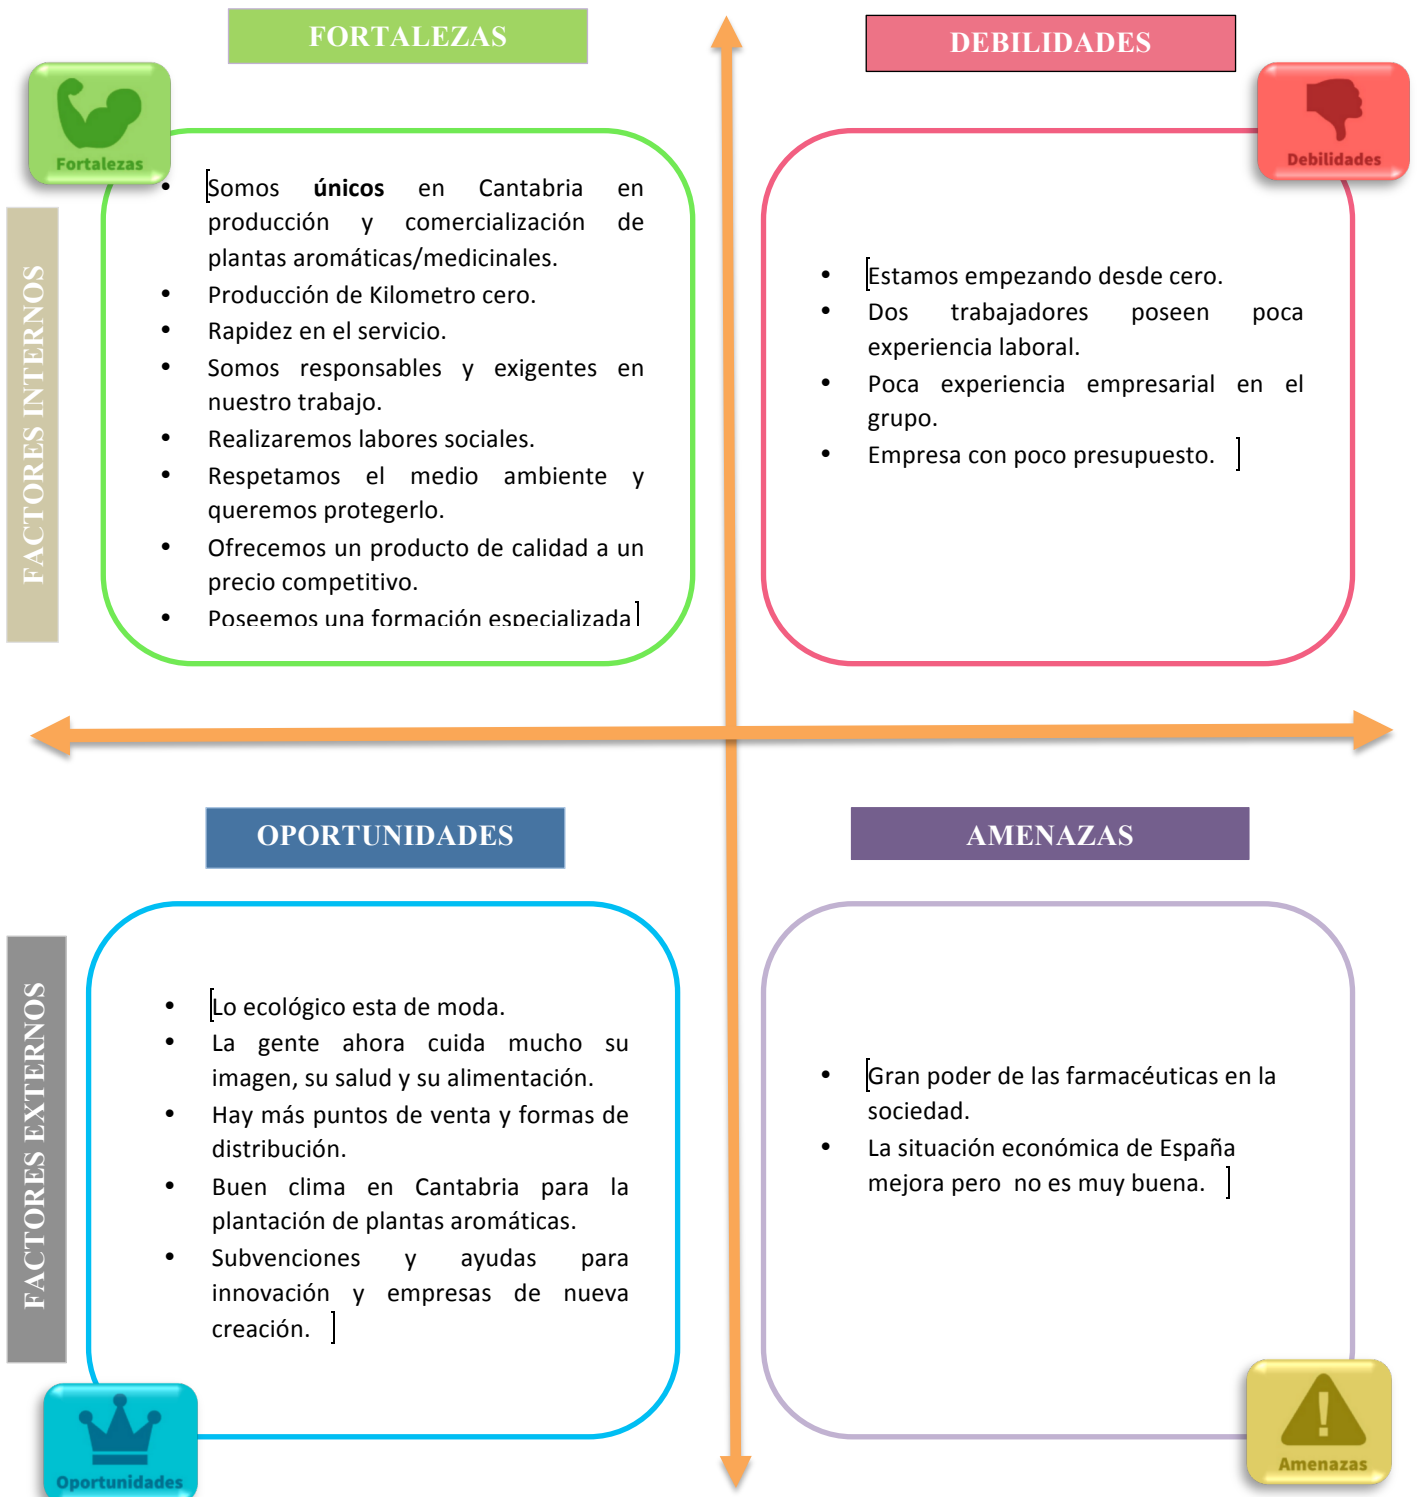 FORTALEZAS
Fortalezas
FACTORES INTERNOS
• Somos únicos en Cantabria en
producción y comercialización de
plantas aromáticas/medicinales.
• Producción de Kilometro cero.
• Rapidez en el servicio.
• Somos responsables y exigentes en
nuestro trabajo.
• Realizaremos labores sociales.
• Respetamos el medio ambiente y
queremos protegerlo.
• Ofrecemos un producto de calidad a un
precio competitivo.
• Poseemos una formación especializada
DEBILIDADES
Debilidades
• Estamos empezando desde cero.
• Dos trabajadores poseen poca
experiencia laboral.
• Poca experiencia empresarial en el
grupo.
• Empresa con poco presupuesto.
OPORTUNIDADES
FACTORES EXTERNOS
• Lo ecológico esta de moda.
• La gente ahora cuida mucho su
imagen, su salud y su alimentación.
• Hay más puntos de venta y formas de
distribución.
• Buen clima en Cantabria para la
plantación de plantas aromáticas.
• Subvenciones y ayudas para
innovación y empresas de nueva
creación.
Oportunidades
AMENAZAS
• Gran poder de las farmacéuticas en la
sociedad.
• La situación económica de España
mejora pero no es muy buena.
Amenazas